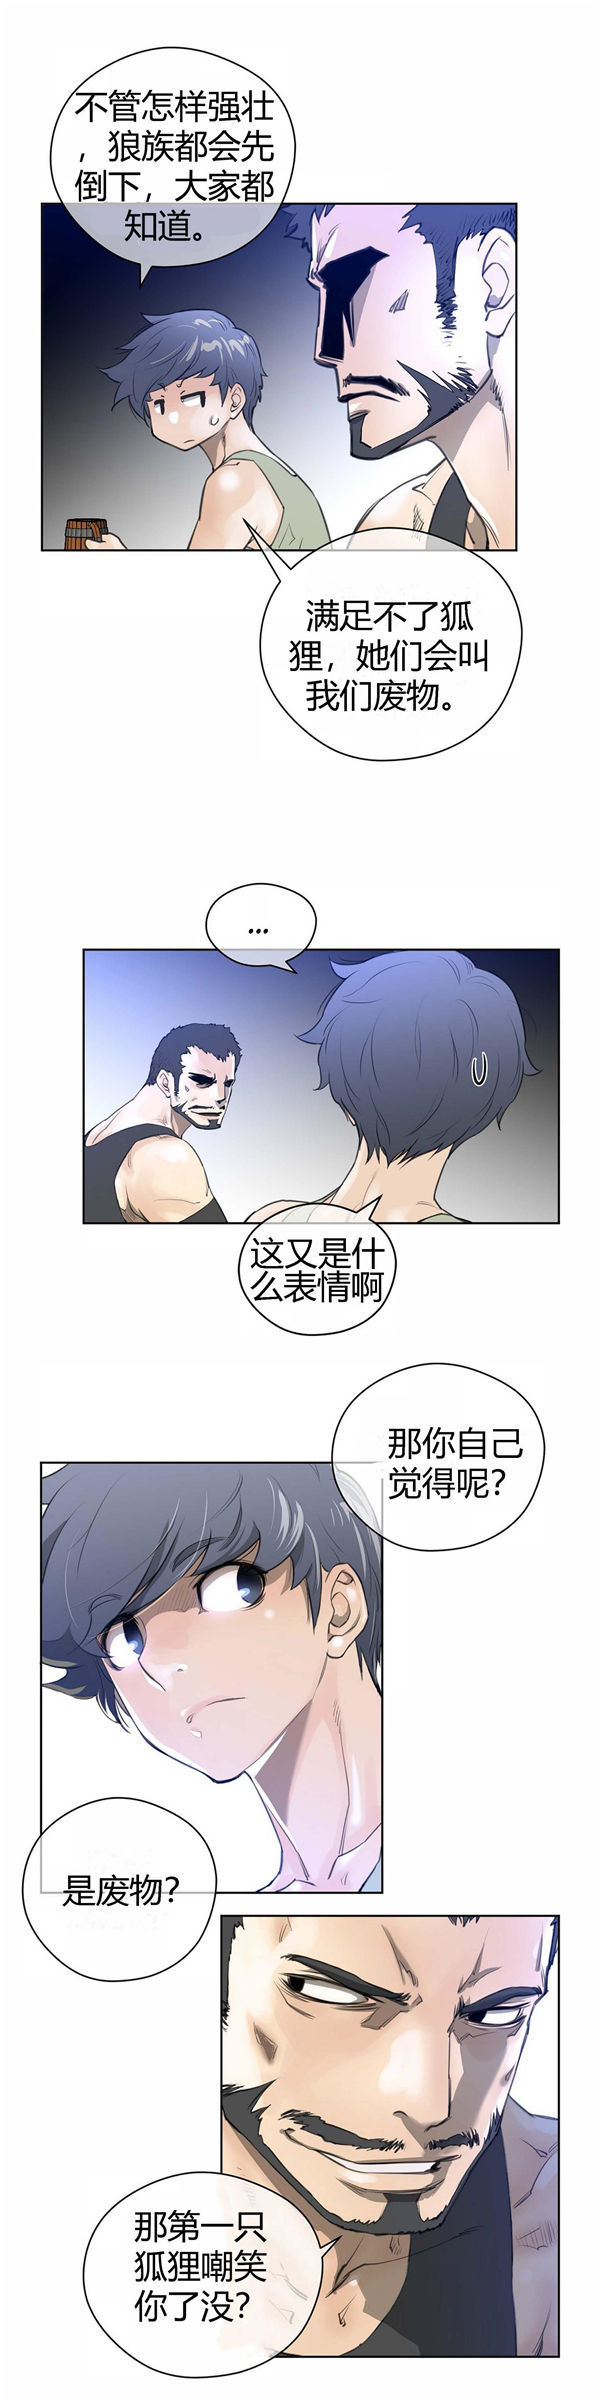 不管怎样强壮
，狼族都会先
倒下，大家都
知道。
满足不了狐
狸，她们会叫
我们废物。
...
这又是什
么表情啊
那你自己
觉得呢？
是废物？
那第一只
狐狸嘲笑
你了没？